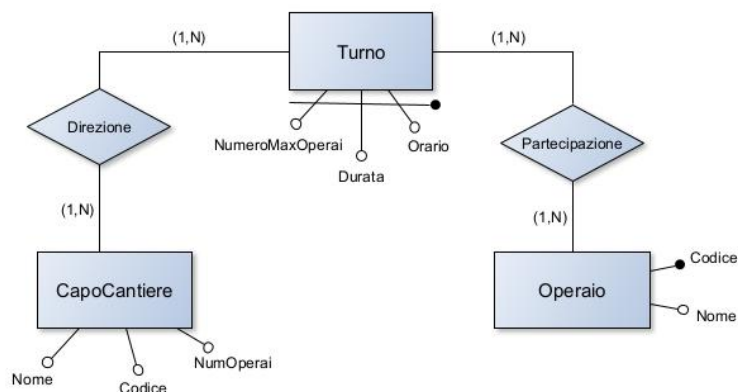 (1,N)
Turno
(1,N)
Direzione
NumeroMaxOperai
Orario
Durata
Partecipazione
(1,N)
(1,N)
CapoCantiere
Operaio
Codice
Nome
NumOperai
Nome
Codice